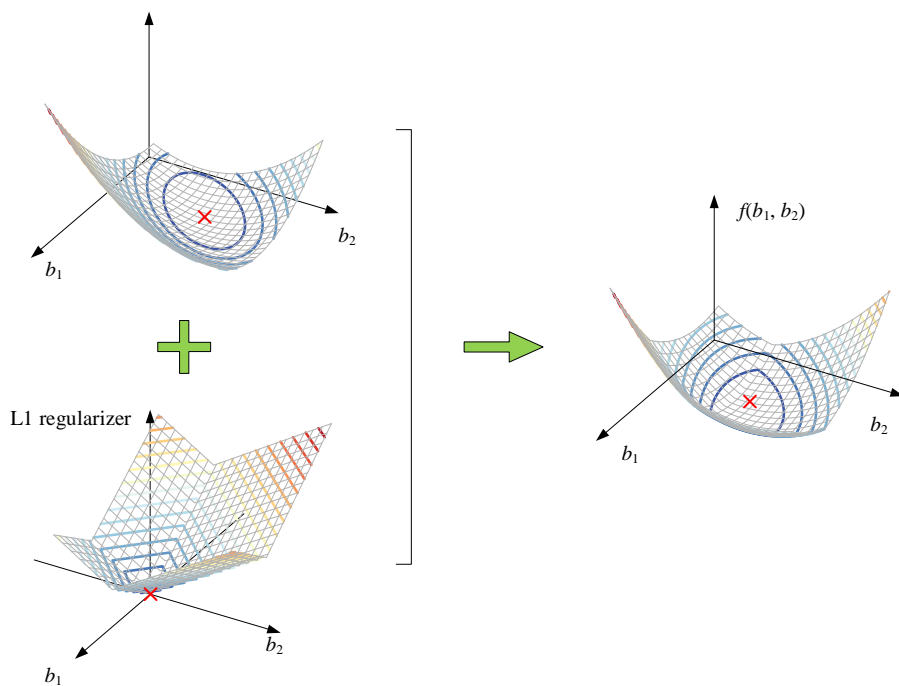 b₂
b₁
L1 regularizer
b₂
b₁
f(b₁, b₂)
b₂
b₁